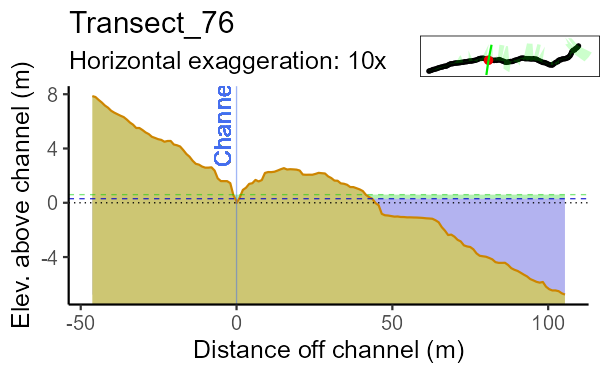 Transect_76
Horizontal exaggeration: 10x
Elev. above channel (m)
8
4
0
-4
Channe
-50
0
50
100
Distance off channel (m)